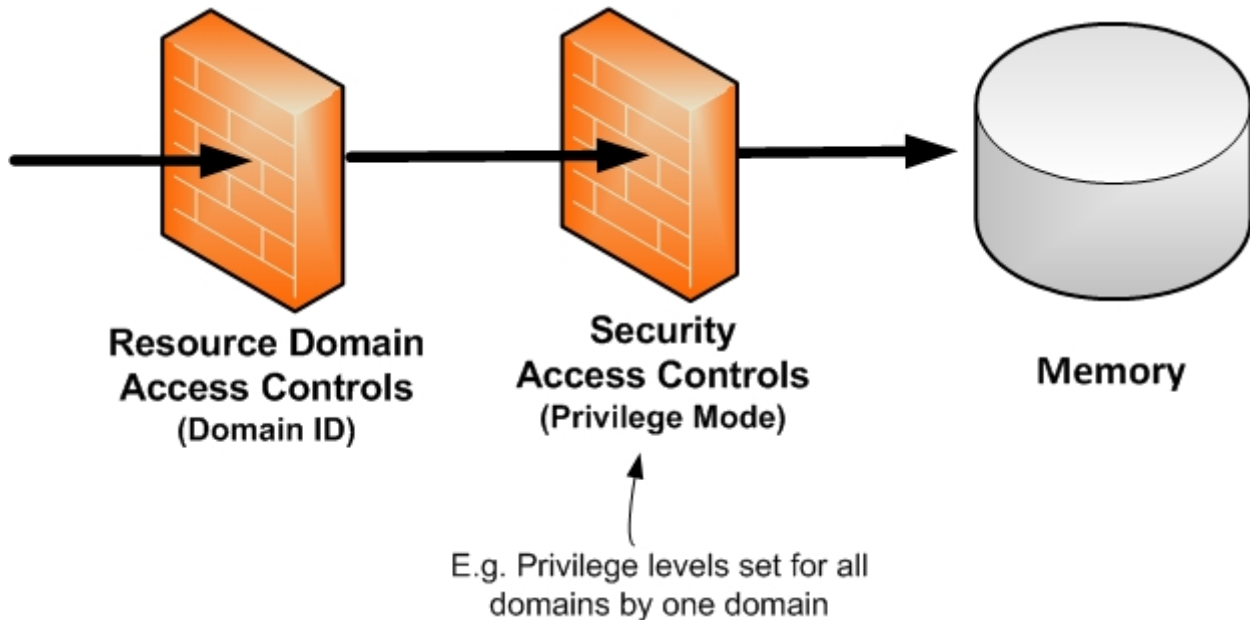 Resource Domain
Access Controls
(Domain ID)
Security
Access Controls
(Privilege Mode)
Memory
E.g. Privilege levels set for all
domains by one domain